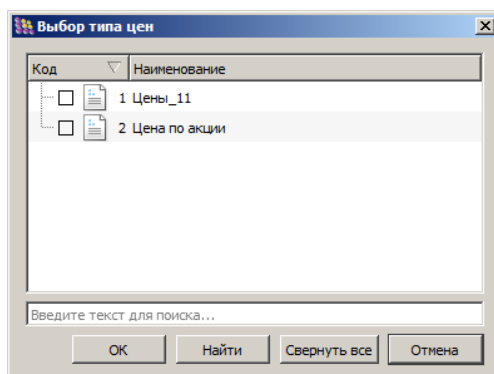 Выбор типа цен
Код Наименование
1 Цены_11
2 Цена по акции
Введите текст для поиска...
ОК Найти Свернуть все Отмена